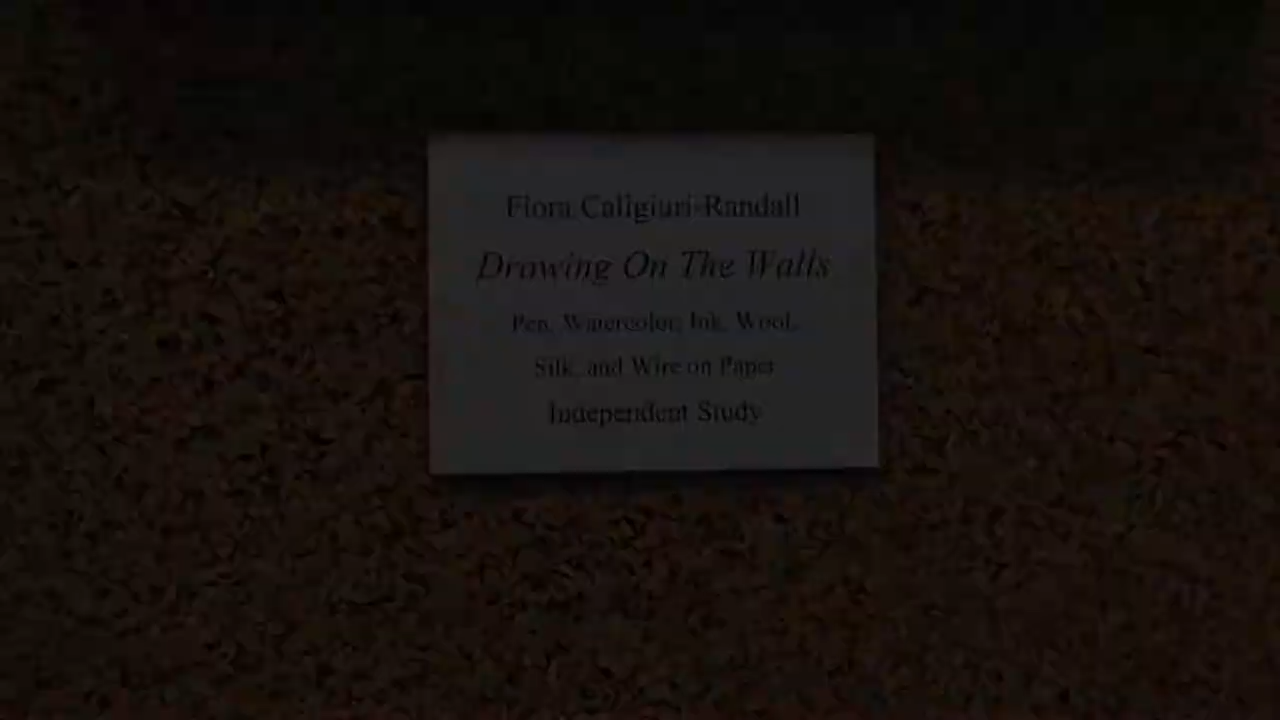 Flora Caligiuri-Randall
Drawing On The Walls
Pen, Watercolor, Ink, Wool,
Silk, and Wire on Paper
Independent Study